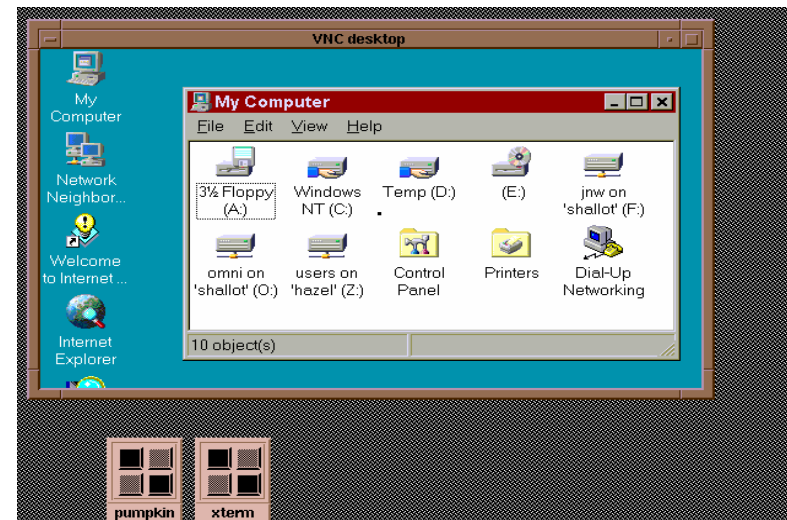 VNC desktop
My
Computer
Network
Neighbor...
Welcome
to Internet ...
Internet
Explorer
My Computer
File Edit View Help
3½ Floppy
(A:)
Windows
NT (C:)
Temp (D:)
(E:)
jnw on
'shallot' (F:)
omni on
'shallot' (O:)
users on
'hazel' (Z:)
Control
Panel
Printers
Dial-Up
Networking
10 object(s)
pumpkin
xterm